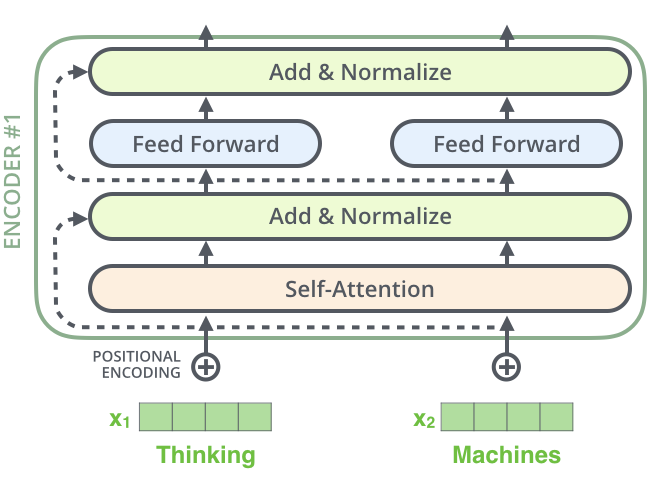 ENCODER #1
Add & Normalize
Feed Forward Feed Forward
Add & Normalize
Self-Attention
POSITIONAL
ENCODING
x1 x2
Thinking Machines